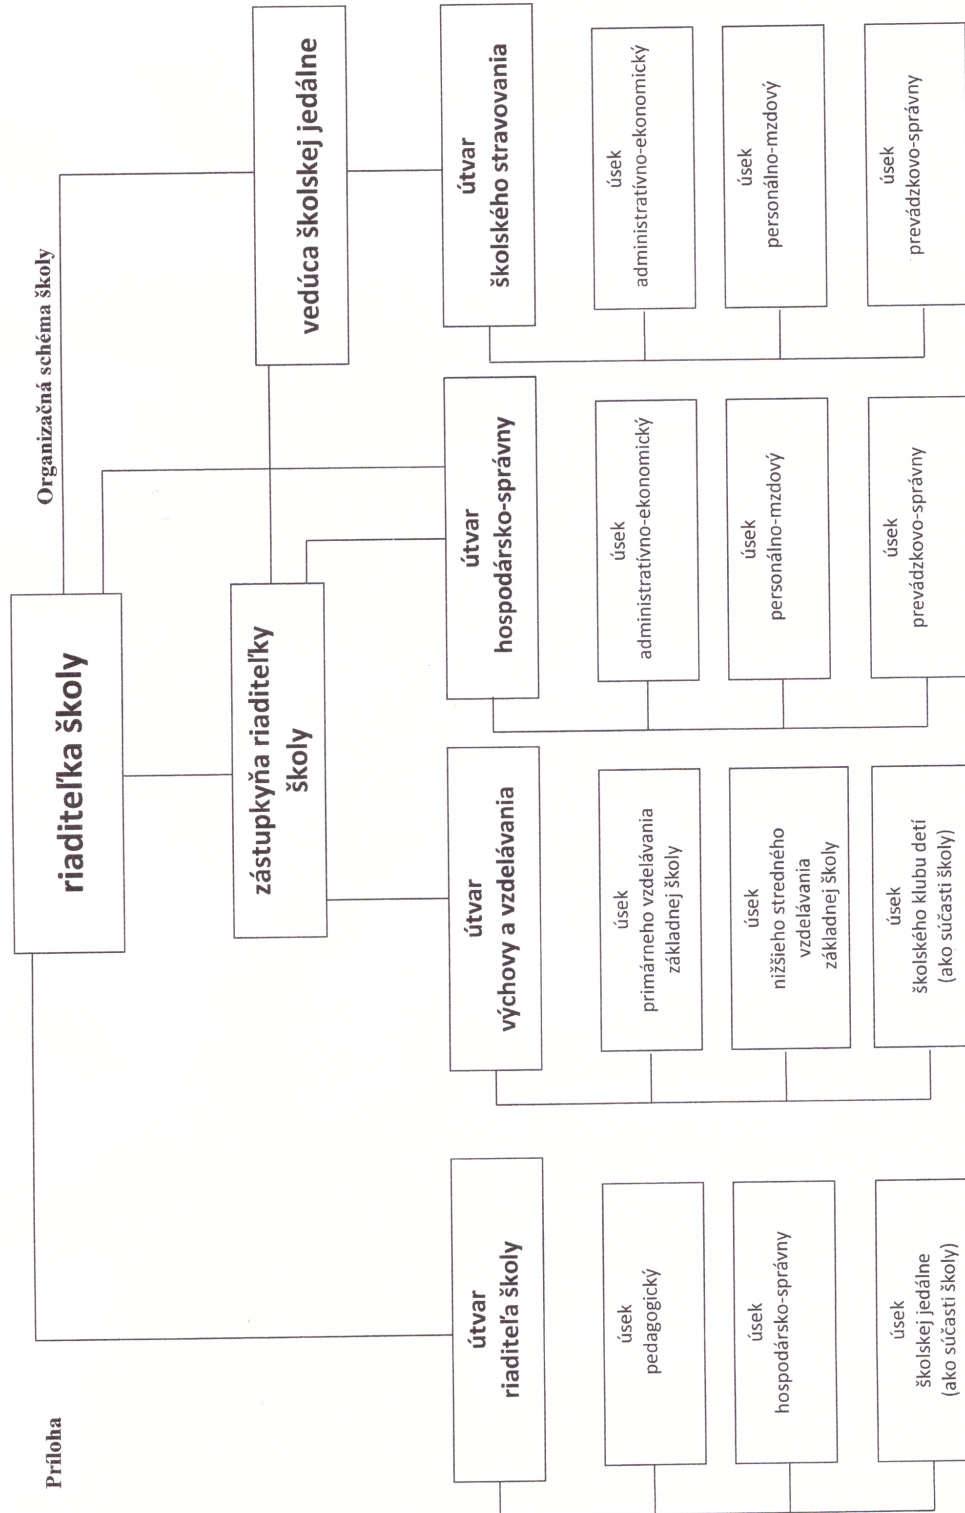 Príloha
Organizačná schéma školy
riaditeľka školy
zástupkyňa riaditeľky
školy
vedúca školskej jedálne
útvar
riaditeľa školy
útvar
výchovy a vzdelávania
útvar
hospodársko-správny
útvar
školského stravovania
úsek
pedagogický
úsek
hospodársko-správny
úsek
školskej jedálne
(ako súčasti školy)
úsek
primárneho vzdelávania
základnej školy
úsek
nižšieho stredného
vzdelávania
základnej školy
úsek
školského klubu detí
(ako súčasti školy)
úsek
administratívno-ekonomický
úsek
personálno-mzdový
úsek
prevádzkovo-správny
úsek
administratívno-ekonomický
úsek
personálno-mzdový
úsek
prevádzkovo-správny